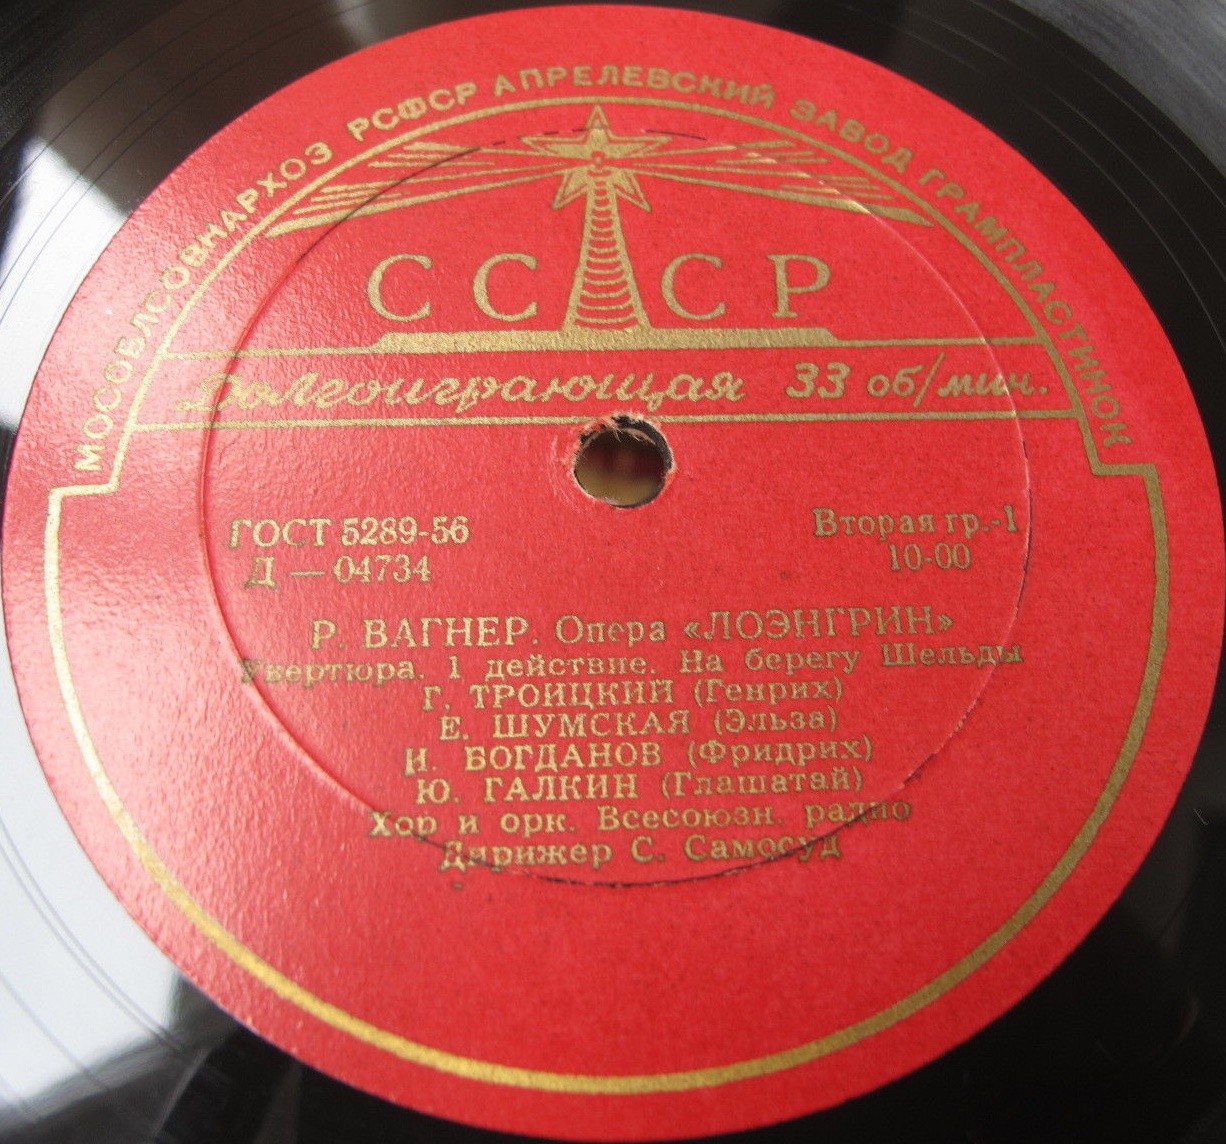 МОСОБЛСОВНАРХОЗ РСФСР АПРЕЛЕВСКИЙ ЗАВОД ГРАМПЛАСТИНОК
СССР
Долгоиграющая 33 об/мин.
ГОСТ 5289-56
Д — 04734
Вторая гр.-1
10-00
Р. ВАГНЕР. Опера «ЛОЭНГРИН»
Увертюра. 1 действие. На берегу Шельды
Г. ТРОИЦКИЙ (Генрих)
Е. ШУМСКАЯ (Эльза)
И. БОГДАНОВ (Фридрих)
Ю. ГАЛКИН (Глашатай)
Хор и орк. Всесоюзн. радио
Дирижер С. Самосуд